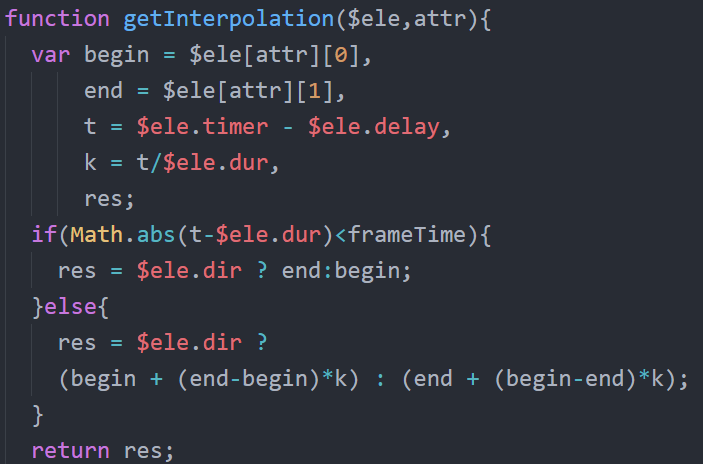 function getInterpolation($ele,attr){
  var begin = $ele[attr][0],
      end = $ele[attr][1],
      t = $ele.timer - $ele.delay,
      k = t/$ele.dur,
      res;
  if(Math.abs(t-$ele.dur)<frameTime){
    res = $ele.dir ? end:begin;
  }else{
    res = $ele.dir ?
    (begin + (end-begin)*k) : (end + (begin-end)*k);
  }
  return res;